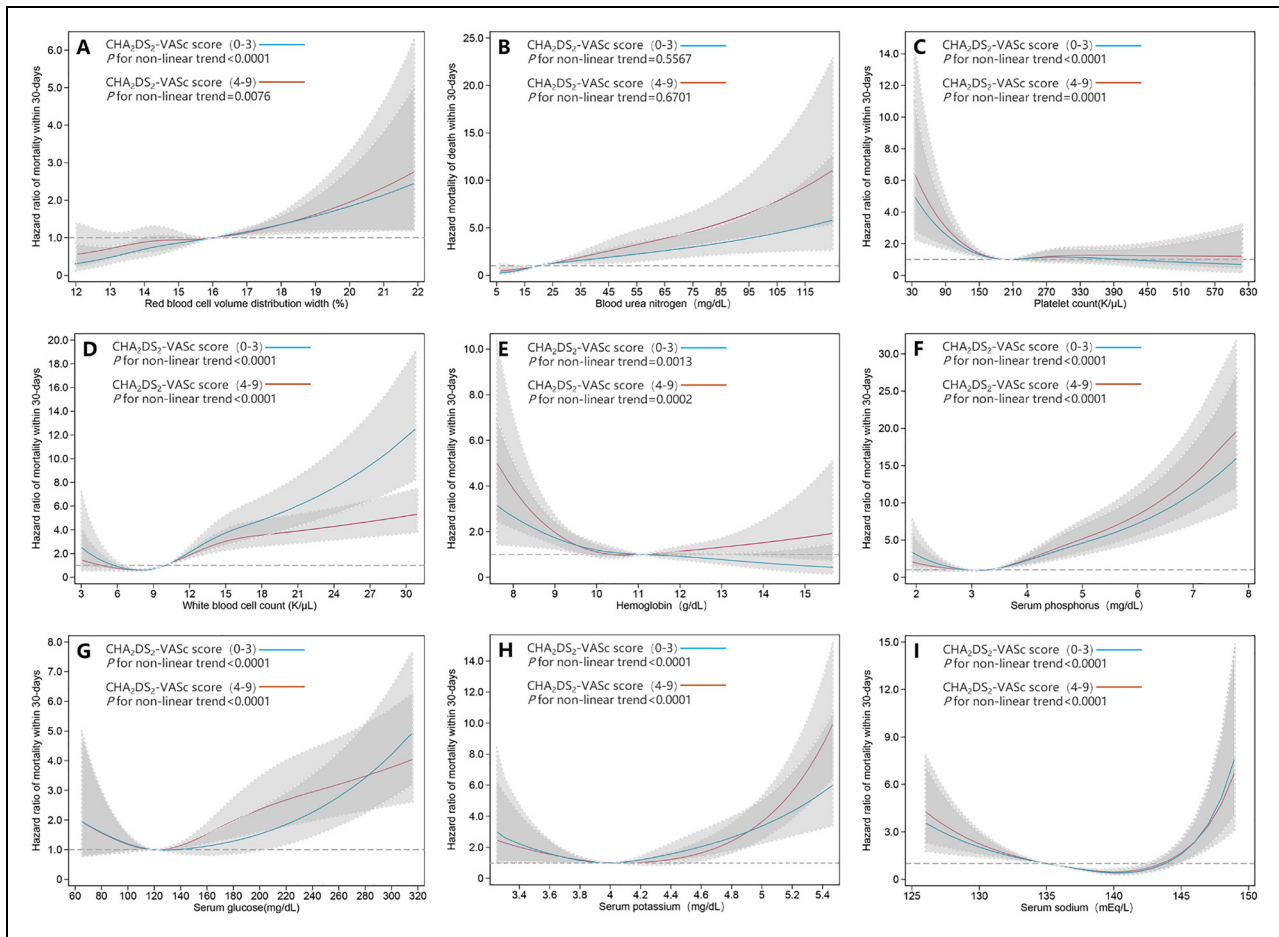 A
CHA₂DS₂-VASc score (0-3)
P for non-linear trend<0.0001
CHA₂DS₂-VASc score (4-9)
P for non-linear trend=0.0076
Hazard ratio of mortality within 30-days
6.0
5.0
4.0
3.0
2.0
1.0
0
12 13 14 15 16 17 18 19 20 21 22
Red blood cell volume distribution width (%)
B
CHA₂DS₂-VASc score (0-3)
P for non-linear trend=0.5567
CHA₂DS₂-VASc score (4-9)
P for non-linear trend=0.6701
Hazard mortality of death within 30-days
25.0
20.0
15.0
10.0
5.0
0
5 15 25 35 45 55 65 75 85 95 105 115
Blood urea nitrogen (mg/dL)
C
CHA₂DS₂-VASc score (0-3)
P for non-linear trend<0.0001
CHA₂DS₂-VASc score (4-9)
P for non-linear trend=0.0001
Hazard ratio of mortality within 30-days
14.0
12.0
10.0
8.0
6.0
4.0
2.0
0
30 90 150 210 270 330 390 450 510 570 630
Platelet count(K/μL)
D
CHA₂DS₂-VASc score (0-3)
P for non-linear trend<0.0001
CHA₂DS₂-VASc score (4-9)
P for non-linear trend<0.0001
Hazard ratio of mortality within 30-days
20.0
18.0
16.0
14.0
12.0
10.0
8.0
6.0
4.0
2.0
0
3 6 9 12 15 18 21 24 27 30
White blood cell count (K/μL)
E
CHA₂DS₂-VASc score (0-3)
P for non-linear trend=0.0013
CHA₂DS₂-VASc score (4-9)
P for non-linear trend=0.0002
Hazard ratio of mortality within 30-days
10.0
8.0
6.0
4.0
2.0
0
8 9 10 11 12 13 14 15
Hemoglobin (g/dL)
F
CHA₂DS₂-VASc score (0-3)
P for non-linear trend<0.0001
CHA₂DS₂-VASc score (4-9)
P for non-linear trend<0.0001
Hazard ratio of mortality within 30-days
30.0
25.0
20.0
15.0
10.0
5.0
0
2 3 4 5 6 7 8
Serum phosphorus (mg/dL)
G
CHA₂DS₂-VASc score (0-3)
P for non-linear trend<0.0001
CHA₂DS₂-VASc score (4-9)
P for non-linear trend<0.0001
Hazard ratio of mortality within 30-days
8.0
7.0
6.0
5.0
4.0
3.0
2.0
1.0
0
60 80 100 120 140 160 180 200 220 240 260 280 300 320
Serum glucose(mg/dL)
H
CHA₂DS₂-VASc score (0-3)
P for non-linear trend<0.0001
CHA₂DS₂-VASc score (4-9)
P for non-linear trend<0.0001
Hazard ratio of mortality within 30-days
14.0
12.0
10.0
8.0
6.0
4.0
2.0
0
3.4 3.6 3.8 4 4.2 4.4 4.6 4.8 5 5.2 5.4
Serum potassium (mg/dL)
I
CHA₂DS₂-VASc score (0-3)
P for non-linear trend<0.0001
CHA₂DS₂-VASc score (4-9)
P for non-linear trend<0.0001
Hazard ratio of mortality within 30-days
15.0
12.0
9.0
6.0
3.0
0
125 130 135 140 145 150
Serum sodium (mEq/L)